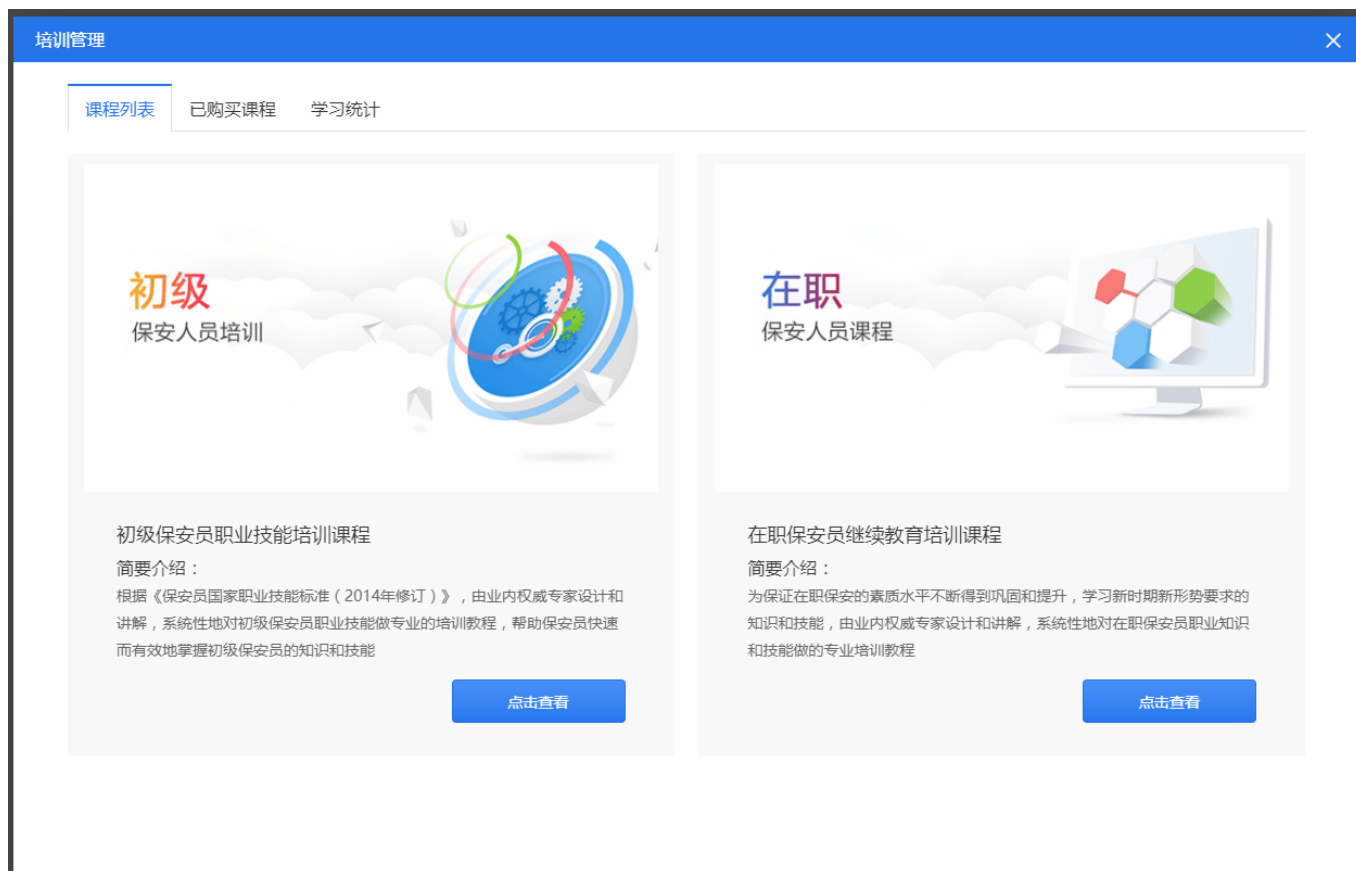 培训管理
课程列表 已购买课程 学习统计
初级
保安人员培训
初级保安员职业技能培训课程
简要介绍：
根据《保安员国家职业技能标准（2014年修订）》，由业内权威专家设计和
讲解，系统性地对初级保安员职业技能做专业的培训教程，帮助保安员快速
而有效地掌握初级保安员的知识和技能
点击查看
在职
保安人员课程
在职保安员继续教育培训课程
简要介绍：
为保证在职保安的素质水平不断得到巩固和提升，学习新时期新形势要求的
知识和技能，由业内权威专家设计和讲解，系统性地对在职保安员职业知识
和技能做的专业培训教程
点击查看